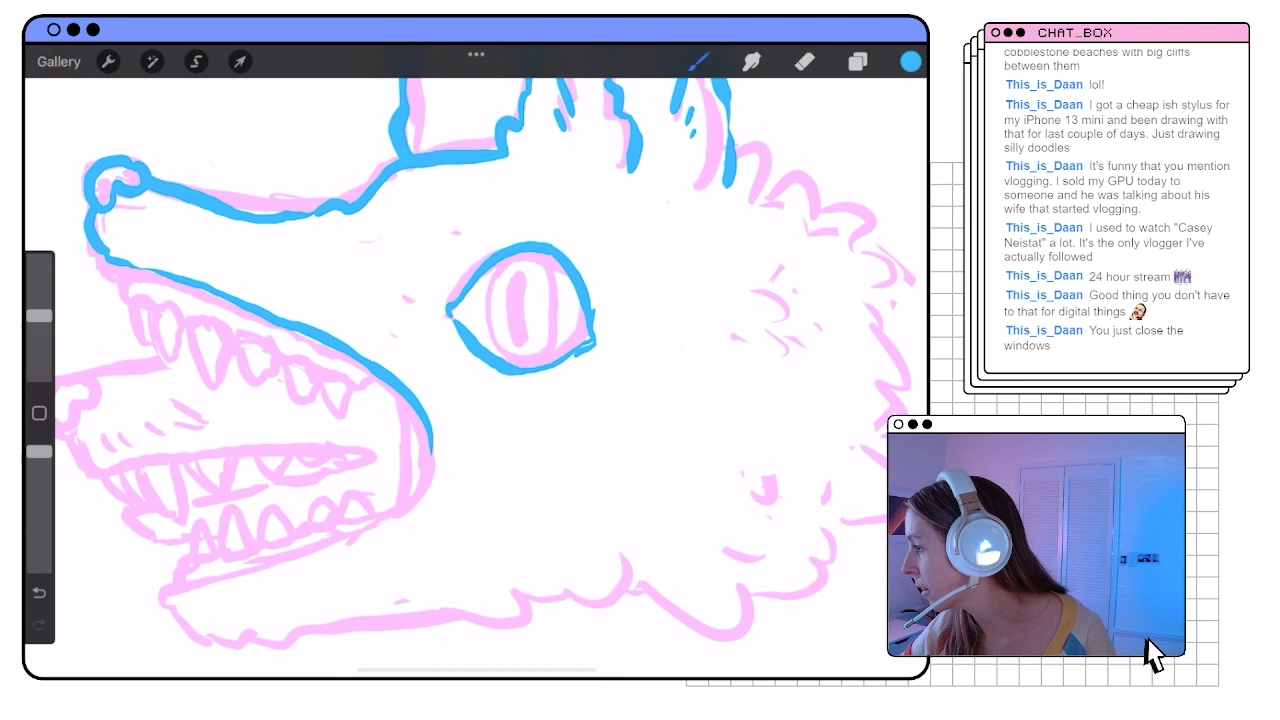 Gallery
CHAT_BOX
cobblestone beaches with big cliffs
between them
This_is_Daan lol!
This_is_Daan I got a cheap ish stylus for
my iPhone 13 mini and been drawing with
that for last couple of days. Just drawing
silly doodles
This_is_Daan It's funny that you mention
vlogging. I sold my GPU today to
someone and he was talking about his
wife that started vlogging.
This_is_Daan I used to watch "Casey
Neistat" a lot. It's the only vlogger I've
actually followed
This_is_Daan 24 hour stream
This_is_Daan Good thing you don't have
to that for digital things
This_is_Daan You just close the
windows